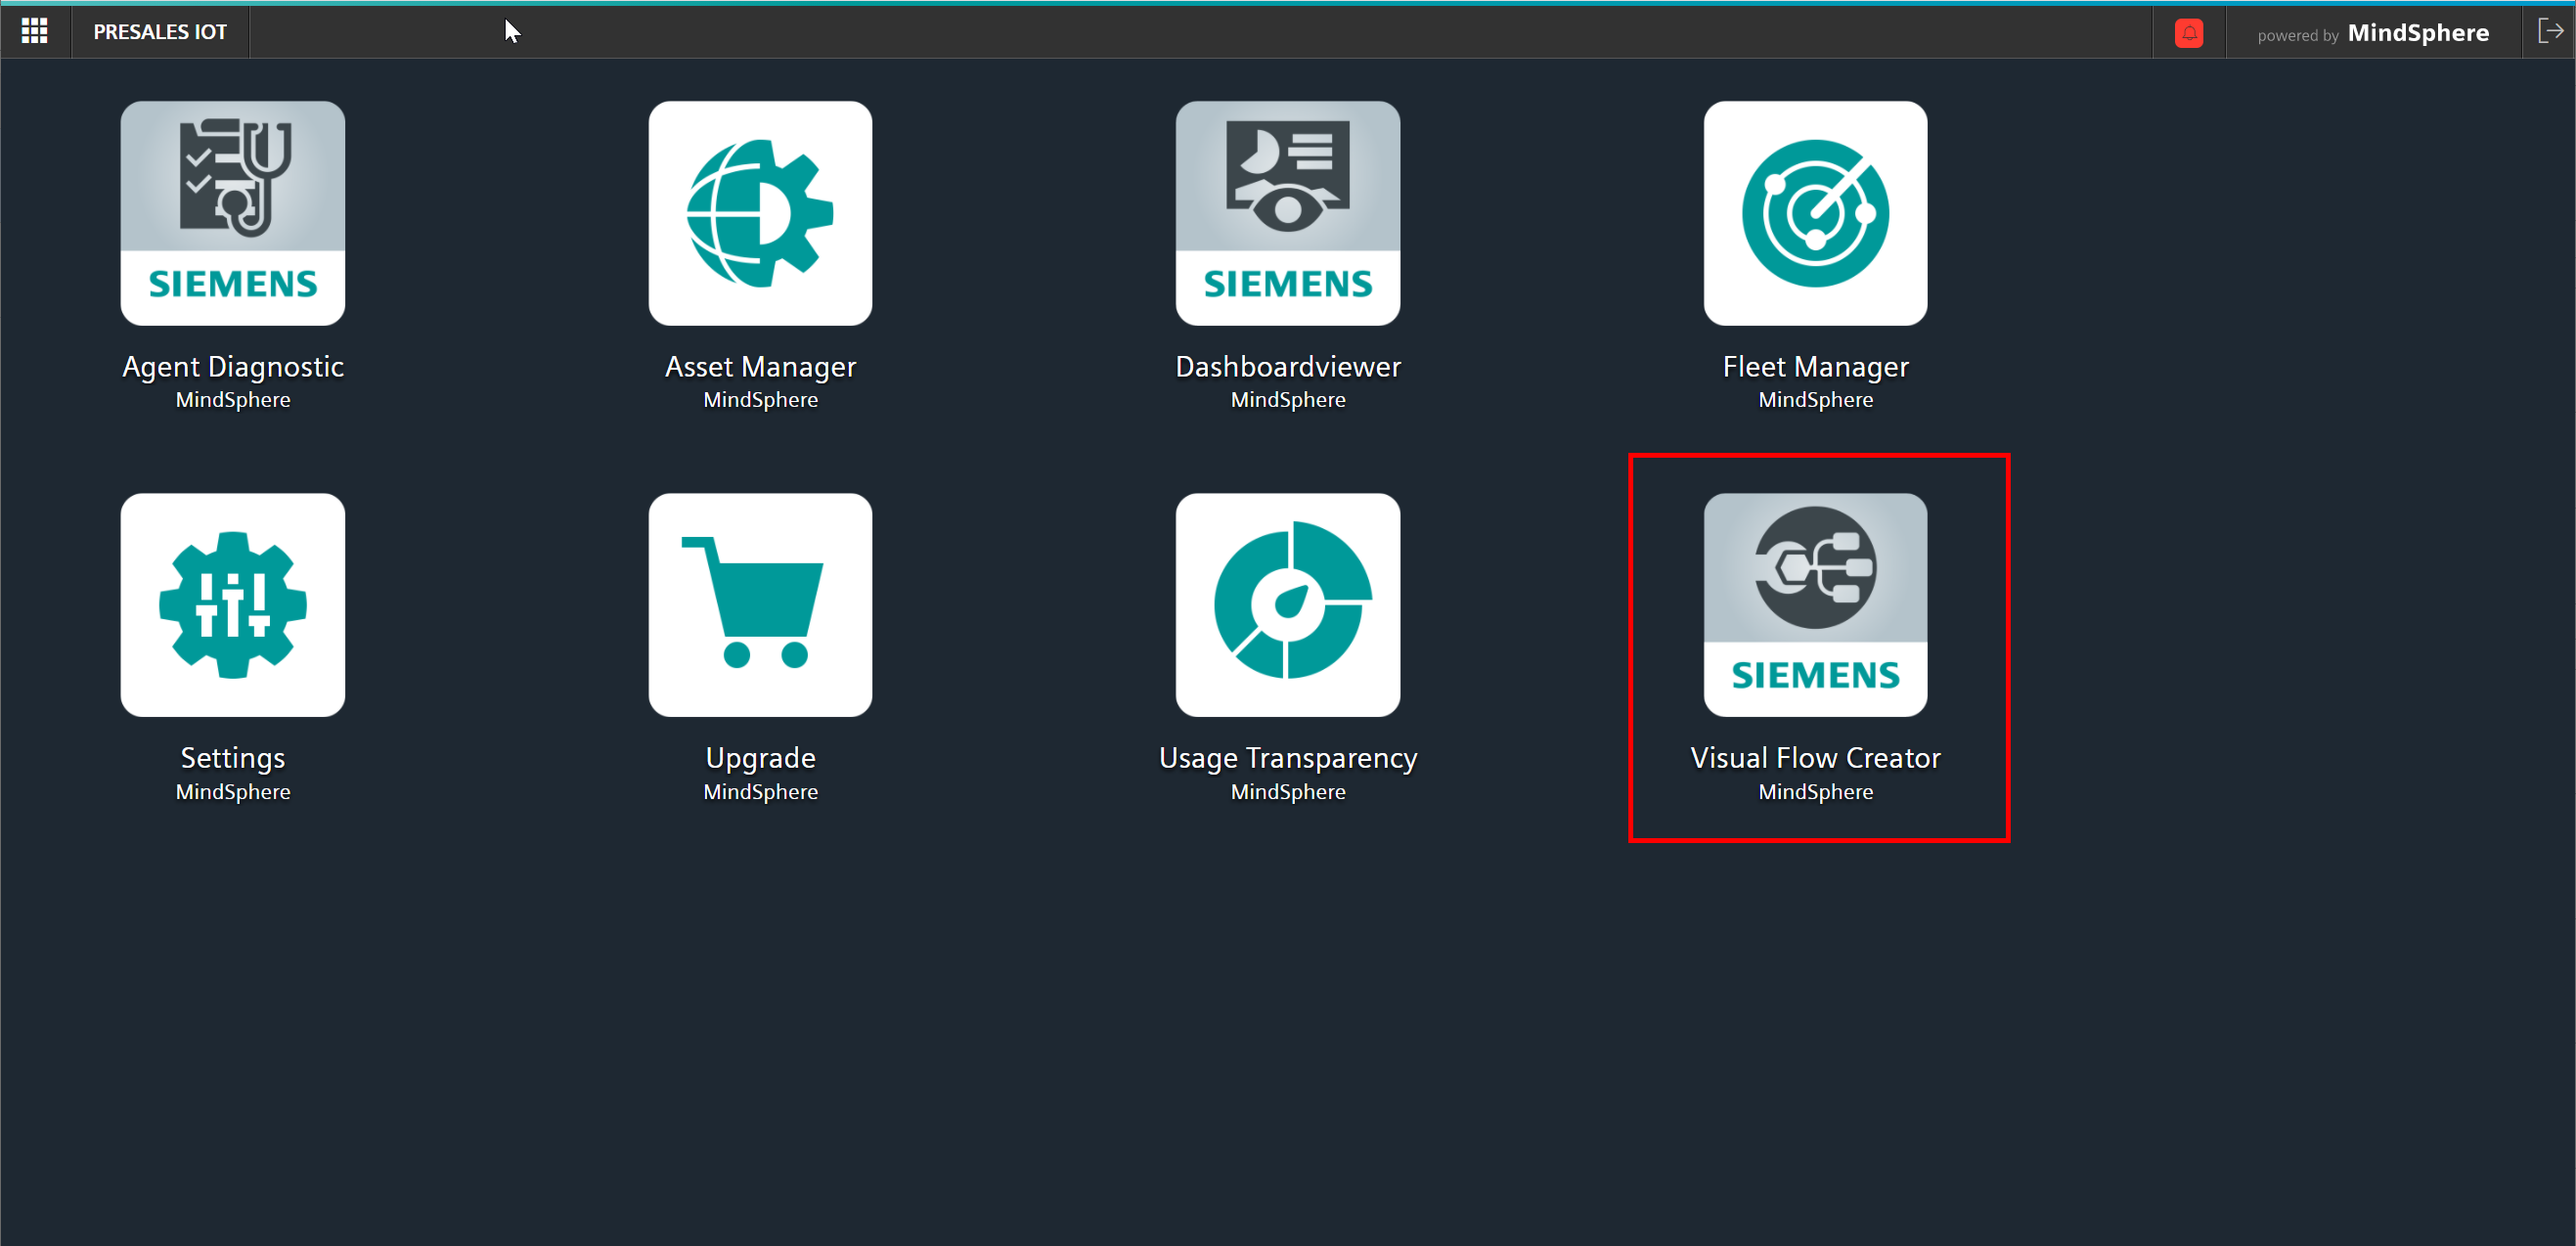 PRESALES IOT
powered by MindSphere
SIEMENS
Agent Diagnostic
MindSphere
Asset Manager
MindSphere
SIEMENS
Dashboardviewer
MindSphere
Fleet Manager
MindSphere
Settings
MindSphere
Upgrade
MindSphere
Usage Transparency
MindSphere
SIEMENS
Visual Flow Creator
MindSphere